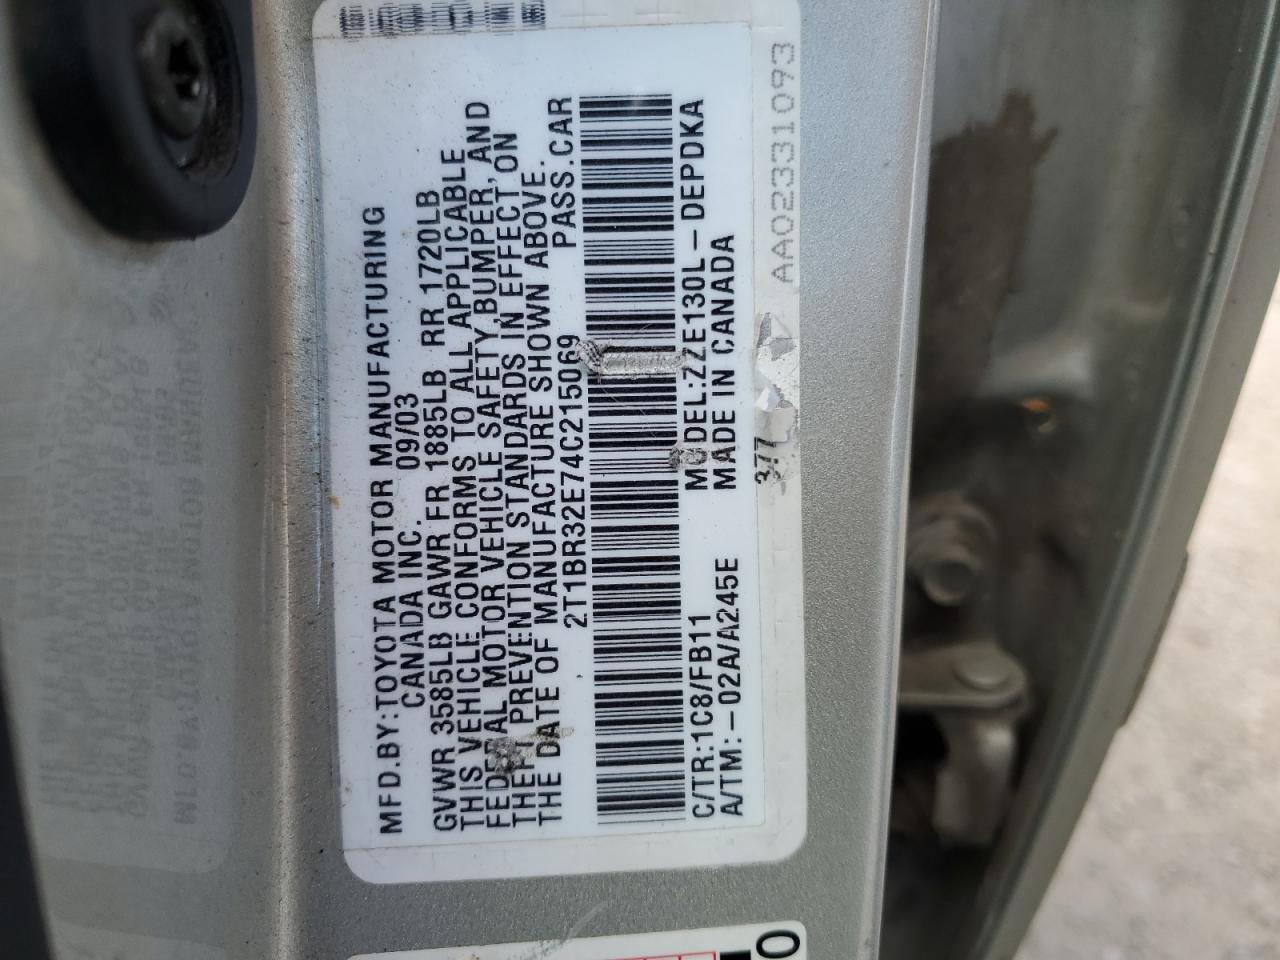 MFD.BY:TOYOTA MOTOR MANUFACTURING
CANADA INC. 09/03
GVWR 3585LB GAWR FR 1885LB RR 1720LB
THIS VEHICLE CONFORMS TO ALL APPLICABLE
FEDERAL MOTOR VEHICLE SAFETY,BUMPER,AND
THEFT PREVENTION STANDARDS IN EFFECT ON
THE DATE OF MANUFACTURE SHOWN ABOVE.
2T1BR32E74C215069 PASS.CAR
C/TR:1C8/FB11 MODEL:ZZE130L-DEPDKA
A/TM:-02A/A245E MADE IN CANADA
377
AA02331093